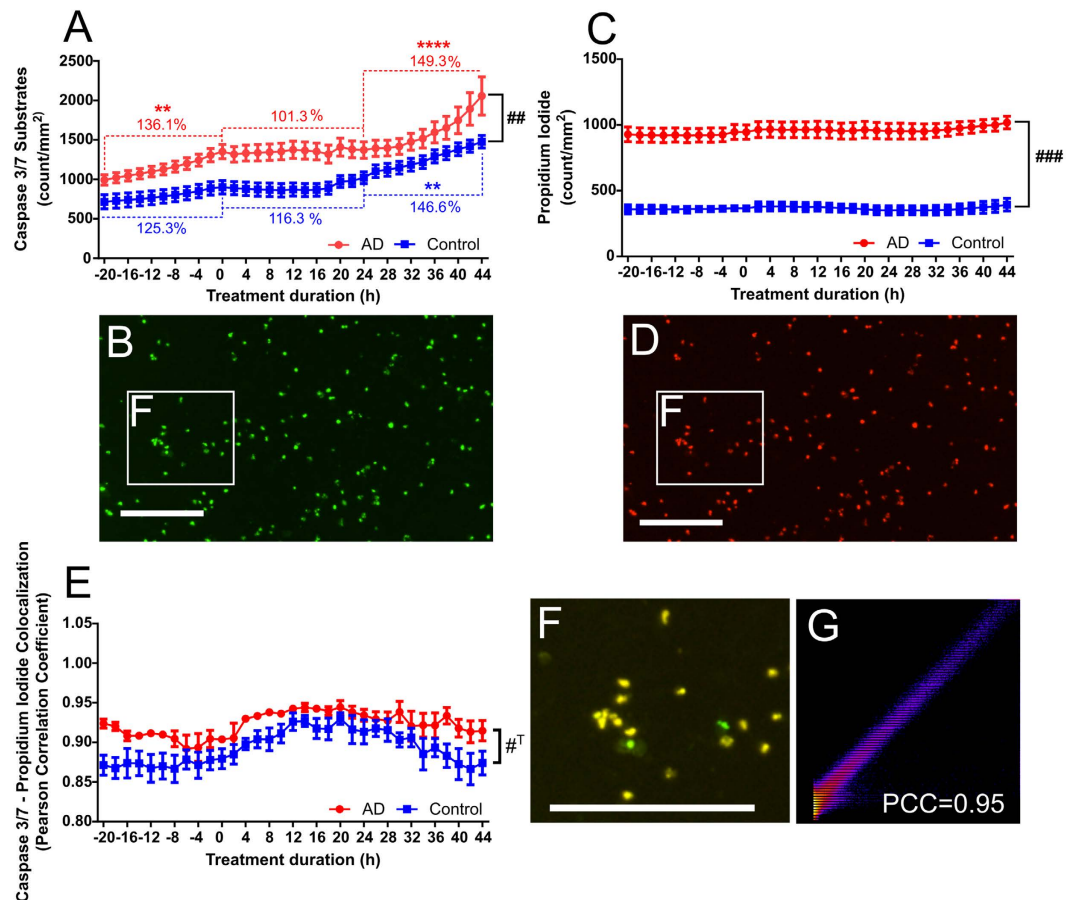 A
Caspase 3/7 Substrates
(count/mm²)
2500
2000
1500
1000
500
0
**
136.1%
101.3%
****
149.3%
##
125.3%
116.3 %
**
146.6%
AD
Control
-20 -16 -12 -8 -4 0 4 8 12 16 20 24 28 32 36 40 44
Treatment duration (h)
C
Propidium Iodide
(count/mm²)
1500
1000
500
0
###
AD
Control
-20 -16 -12 -8 -4 0 4 8 12 16 20 24 28 32 36 40 44
Treatment duration (h)
B
F
D
F
E
Caspase 3/7 - Propidium Iodide Colocalization
(Pearson Correlation Coefficient)
1.05
1.00
0.95
0.90
0.85
0.80
#ᵀ
AD
Control
-20 -16 -12 -8 -4 0 4 8 12 16 20 24 28 32 36 40 44
Treatment duration (h)
F
G
PCC=0.95